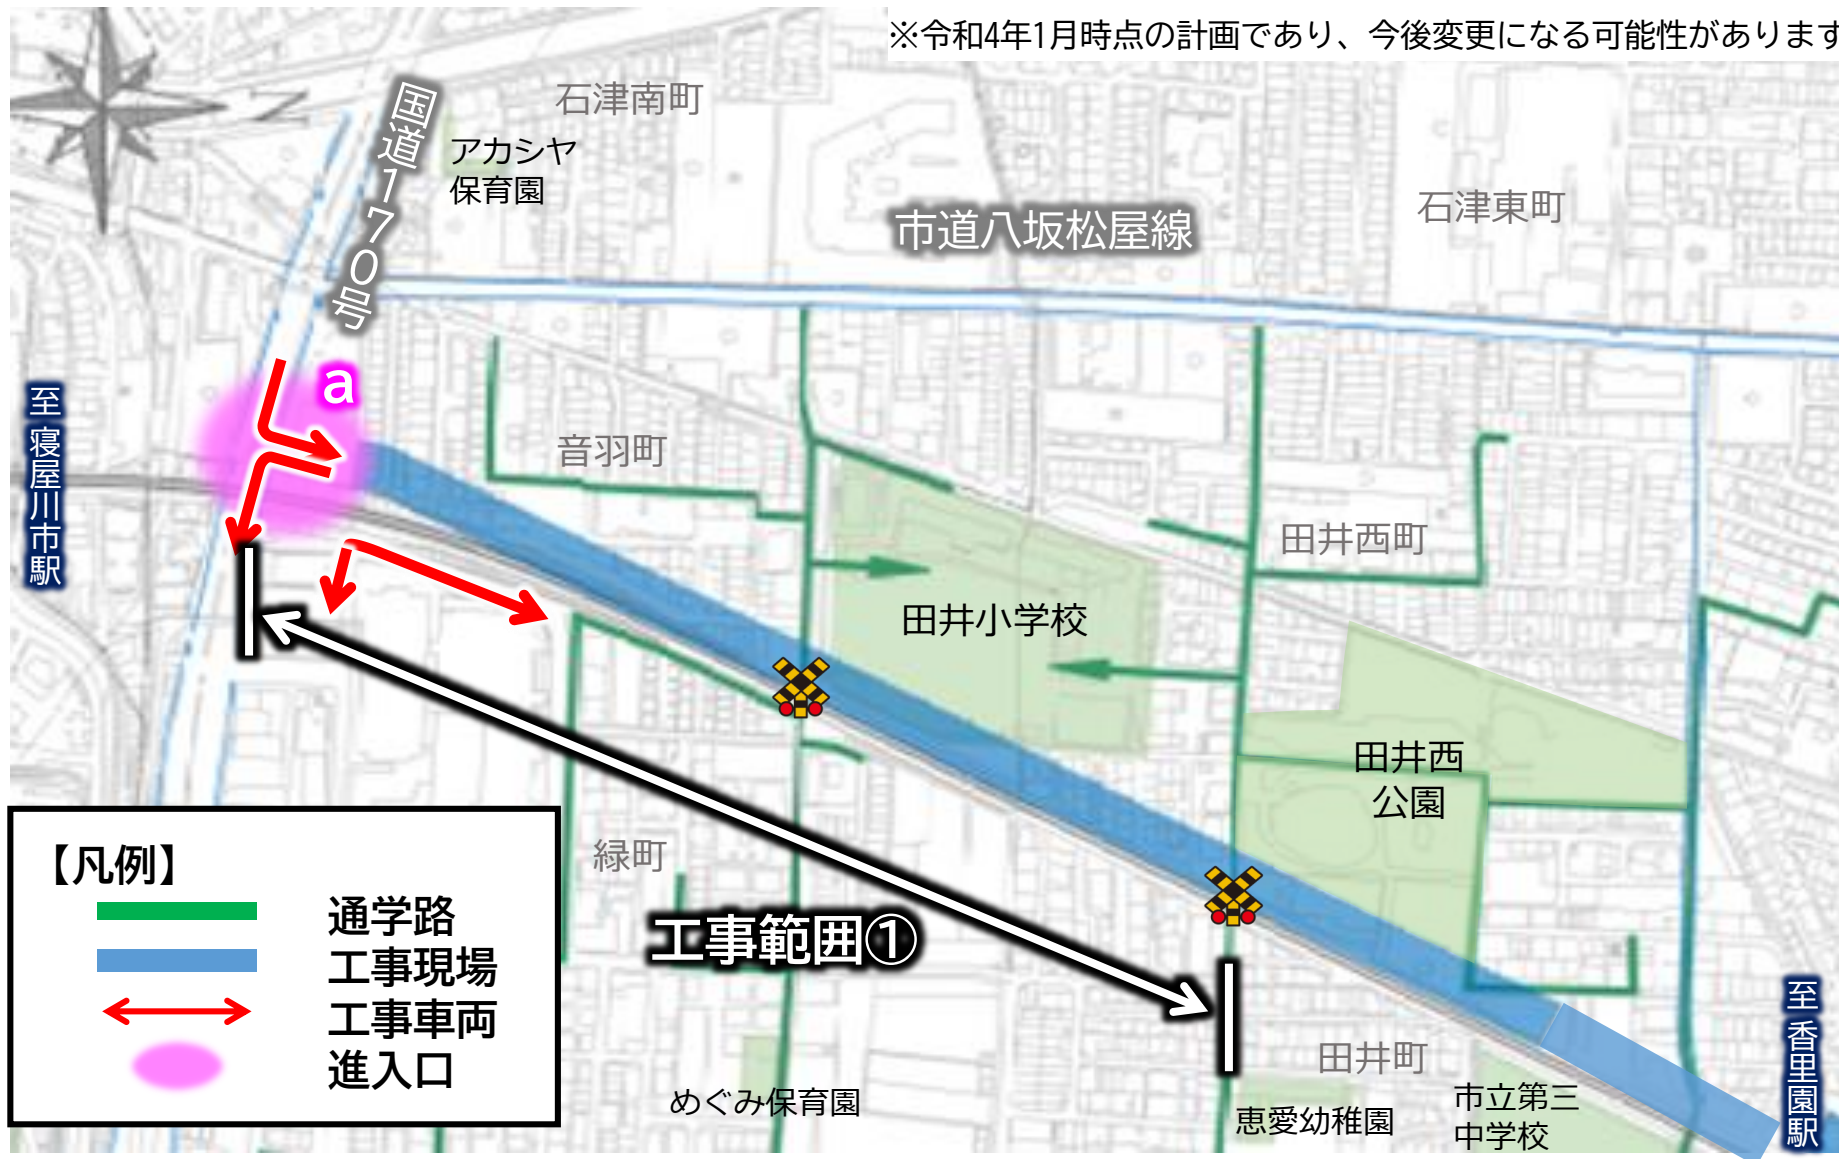 ※令和4年1月時点の計画であり、今後変更になる可能性があります
国道170号
石津南町
アカシヤ
保育園
石津東町
市道八坂松屋線
a
至 寝屋川市駅
音羽町
田井西町
田井小学校
田井西
公園
緑町
工事範囲①
【凡例】
通学路
工事現場
工事車両
進入口
めぐみ保育園
田井町
恵愛幼稚園
市立第三
中学校
至 香里園駅